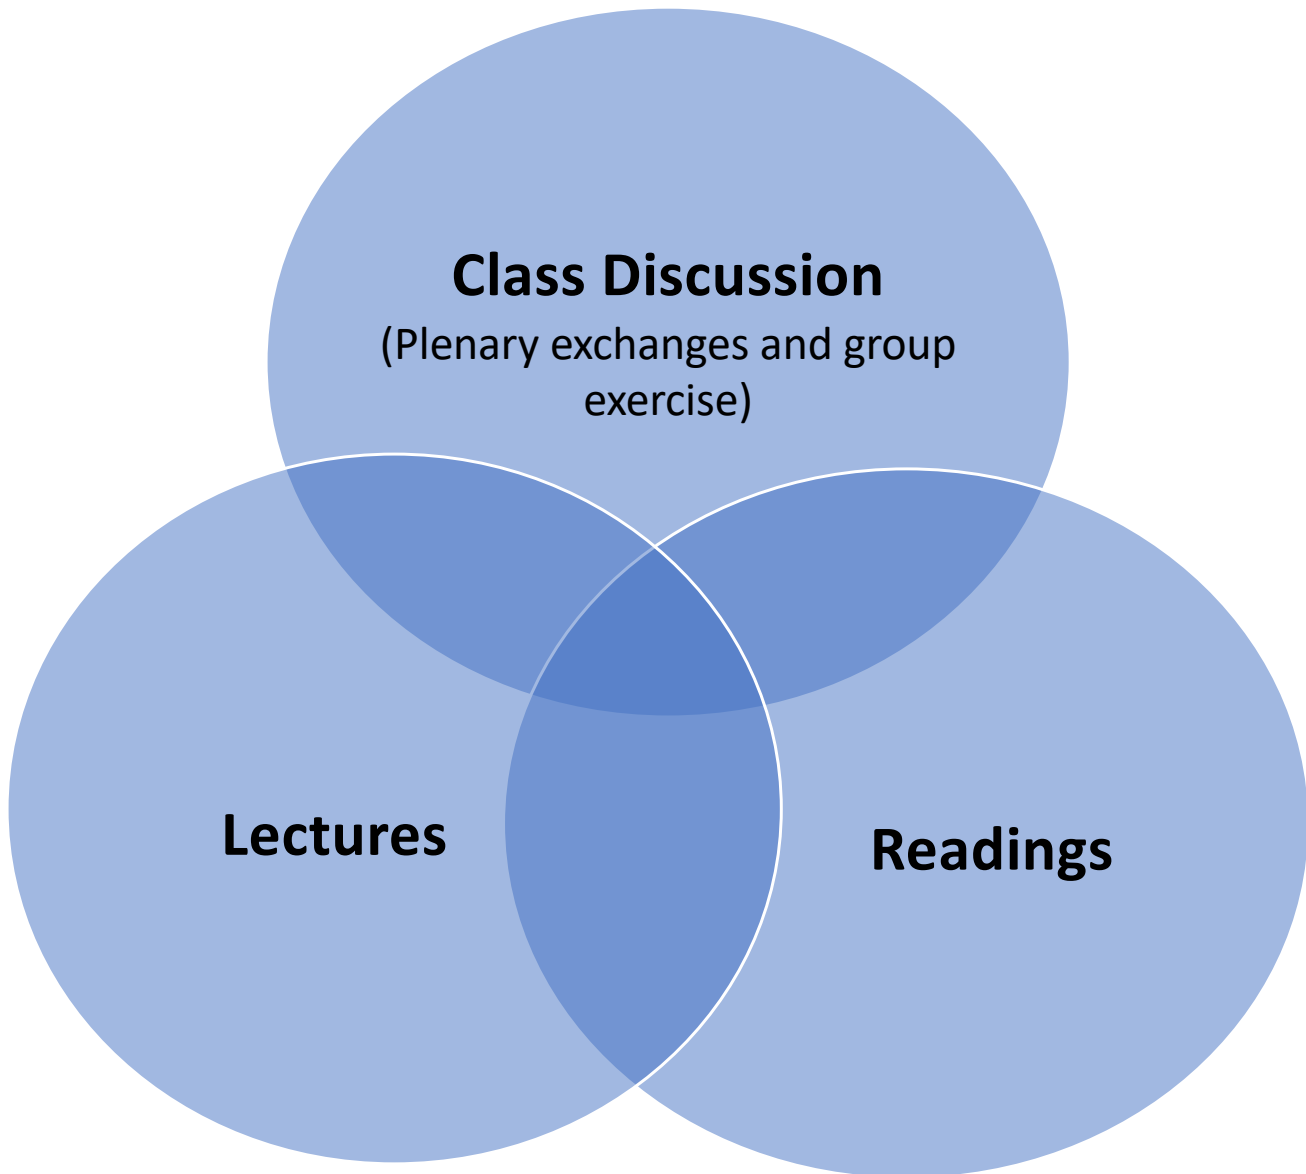 Class Discussion
(Plenary exchanges and group
exercise)
Lectures
Readings